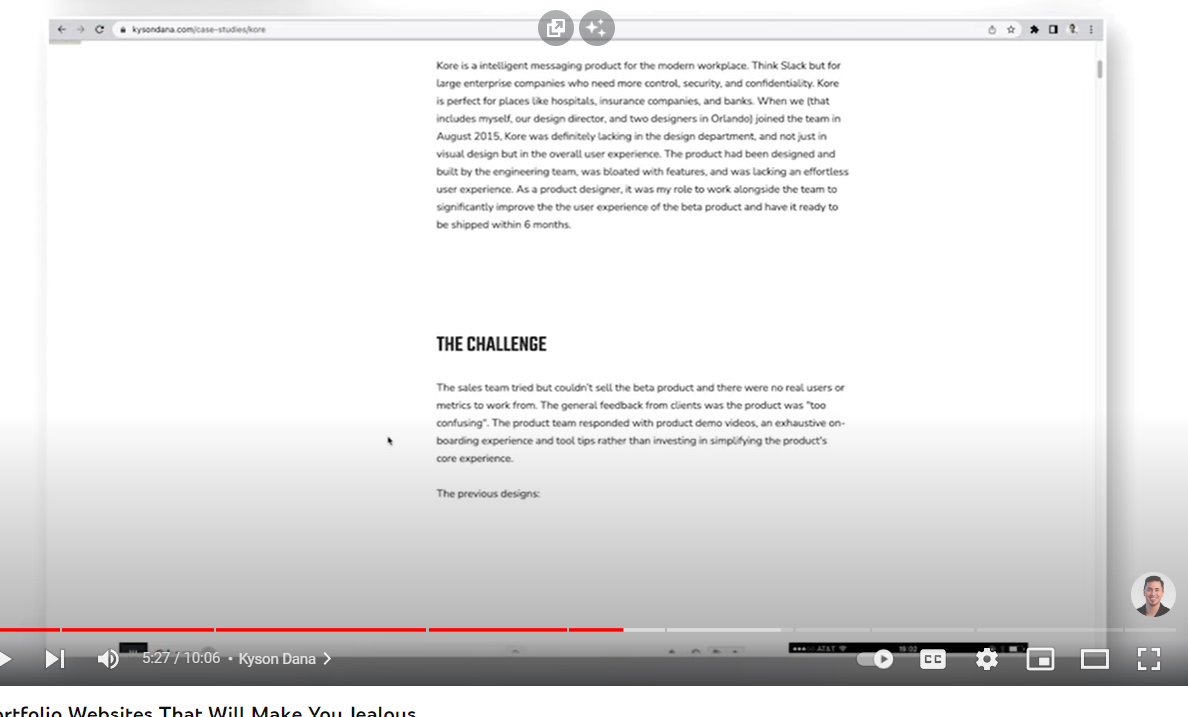 kysondana.com/case-studies/kore
Kore is a intelligent messaging product for the modern workplace. Think Slack but for
large enterprise companies who need more control, security, and confidentiality. Kore
is perfect for places like hospitals, insurance companies, and banks. When we (that
includes myself, our design director, and two designers in Orlando) joined the team in
August 2015, Kore was definitely lacking in the design department, and not just in
visual design but in the overall user experience. The product had been designed and
built by the engineering team, was bloated with features, and was lacking an effortless
user experience. As a product designer, it was my role to work alongside the team to
significantly improve the the user experience of the beta product and have it ready to
be shipped within 6 months.
THE CHALLENGE
The sales team tried but couldn't sell the beta product and there were no real users or
metrics to work from. The general feedback from clients was the product was "too
confusing". The product team responded with product demo videos, an exhaustive on-
boarding experience and tool tips rather than investing in simplifying the product's
core experience.
The previous designs:
AT&T 19:02
5:27 / 10:06 • Kyson Dana
CC
ortfolio Websites That Will Make You Jealous